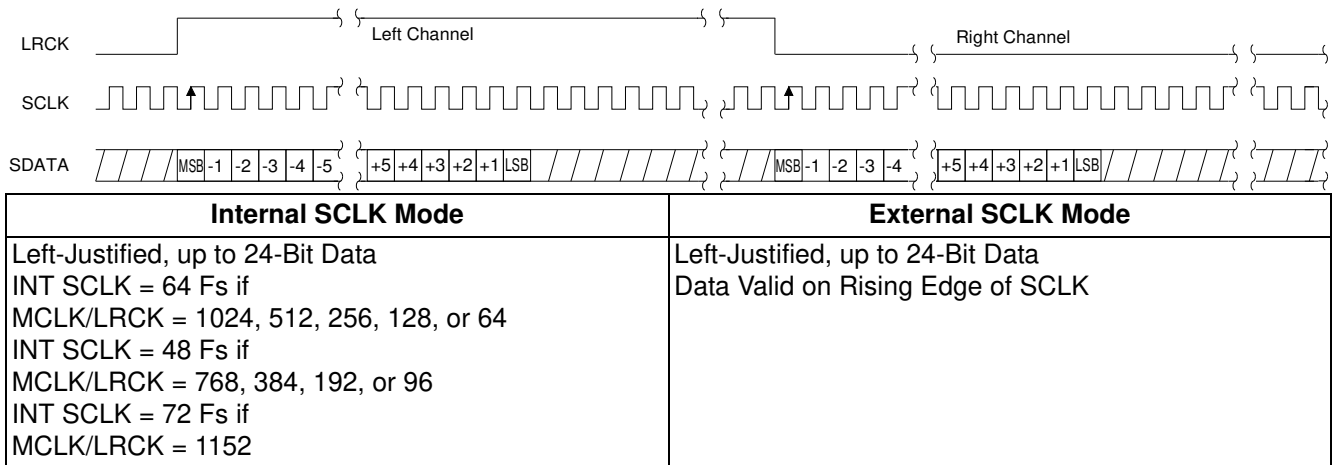 LRCK Left Channel Right Channel
SCLK
SDATA MSB -1 -2 -3 -4 -5 +5 +4 +3 +2 +1 LSB MSB -1 -2 -3 -4 +5 +4 +3 +2 +1 LSB
Internal SCLK Mode External SCLK Mode
Left-Justified, up to 24-Bit Data Left-Justified, up to 24-Bit Data
INT SCLK = 64 Fs if Data Valid on Rising Edge of SCLK
MCLK/LRCK = 1024, 512, 256, 128, or 64
INT SCLK = 48 Fs if
MCLK/LRCK = 768, 384, 192, or 96
INT SCLK = 72 Fs if
MCLK/LRCK = 1152